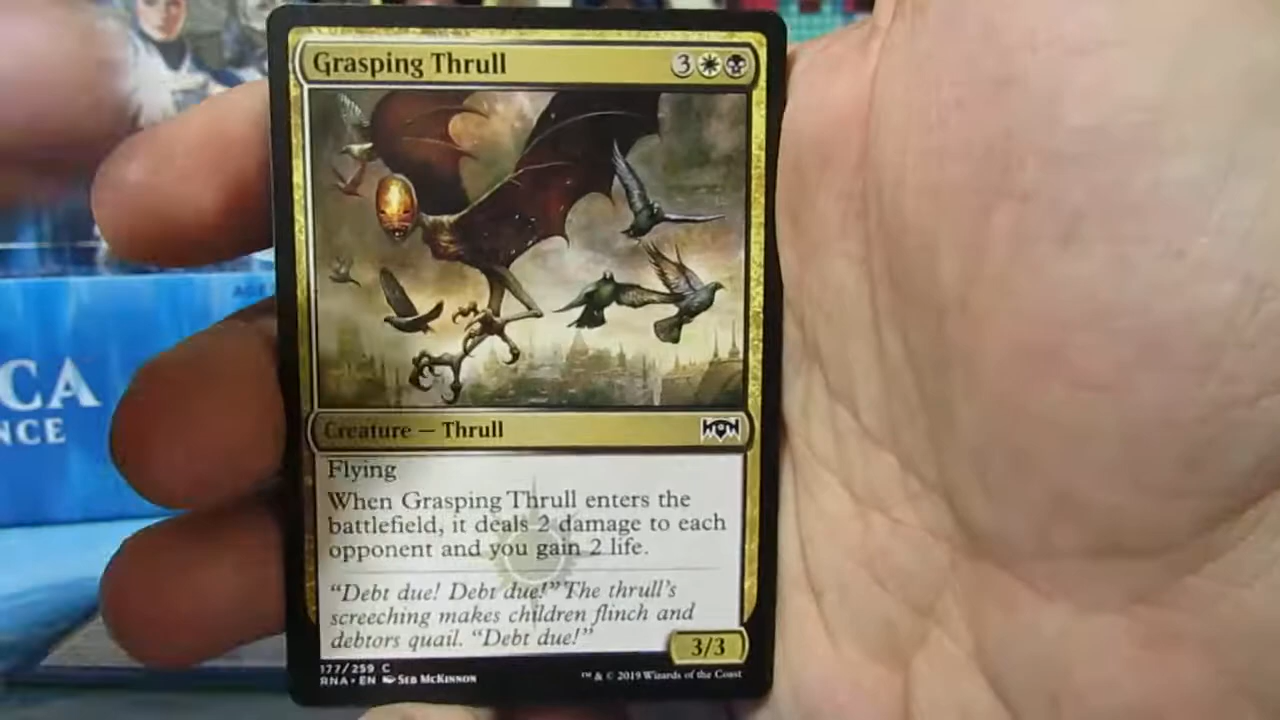 Grasping Thrull
3
CA
NCE
Creature — Thrull
Flying
When Grasping Thrull enters the
battlefield, it deals 2 damage to each
opponent and you gain 2 life.
“Debt due! Debt due!” The thrull’s
screeching makes children flinch and
debtors quail. “Debt due!”
3/3
177/259 C
RNA • EN Seb McKinnon
™ & © 2019 Wizards of the Coast